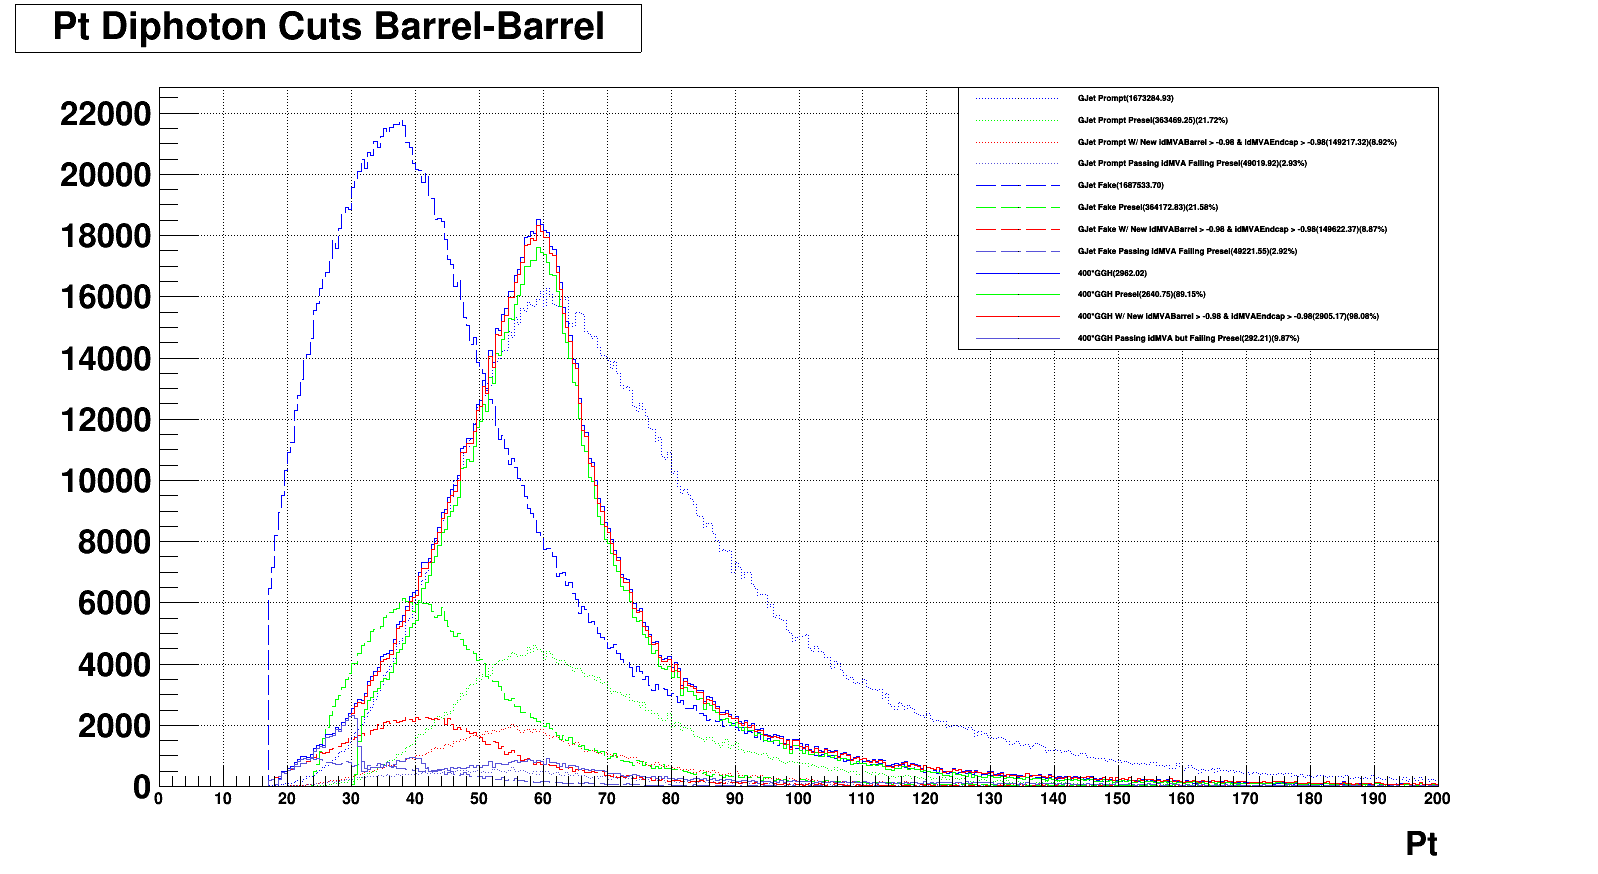 Pt Diphoton Cuts Barrel-Barrel
GJet Prompt(1673284.93)
GJet Prompt Presel(363469.25)(21.72%)
GJet Prompt W/ New idMVABarrel > -0.98 & idMVAEndcap > -0.98(149217.32)(8.92%)
GJet Prompt Passing idMVA Failing Presel(49019.92)(2.93%)
GJet Fake(1687533.70)
GJet Fake Presel(364172.83)(21.58%)
GJet Fake W/ New idMVABarrel > -0.98 & idMVAEndcap > -0.98(149622.37)(8.87%)
GJet Fake Passing idMVA Failing Presel(49221.55)(2.92%)
400*GGH(2962.02)
400*GGH Presel(2640.75)(89.15%)
400*GGH W/ New idMVABarrel > -0.98 & idMVAEndcap > -0.98(2905.17)(98.08%)
400*GGH Passing idMVA but Failing Presel(292.21)(9.87%)
22000
20000
18000
16000
14000
12000
10000
8000
6000
4000
2000
0
0 10 20 30 40 50 60 70 80 90 100 110 120 130 140 150 160 170 180 190 200
Pt